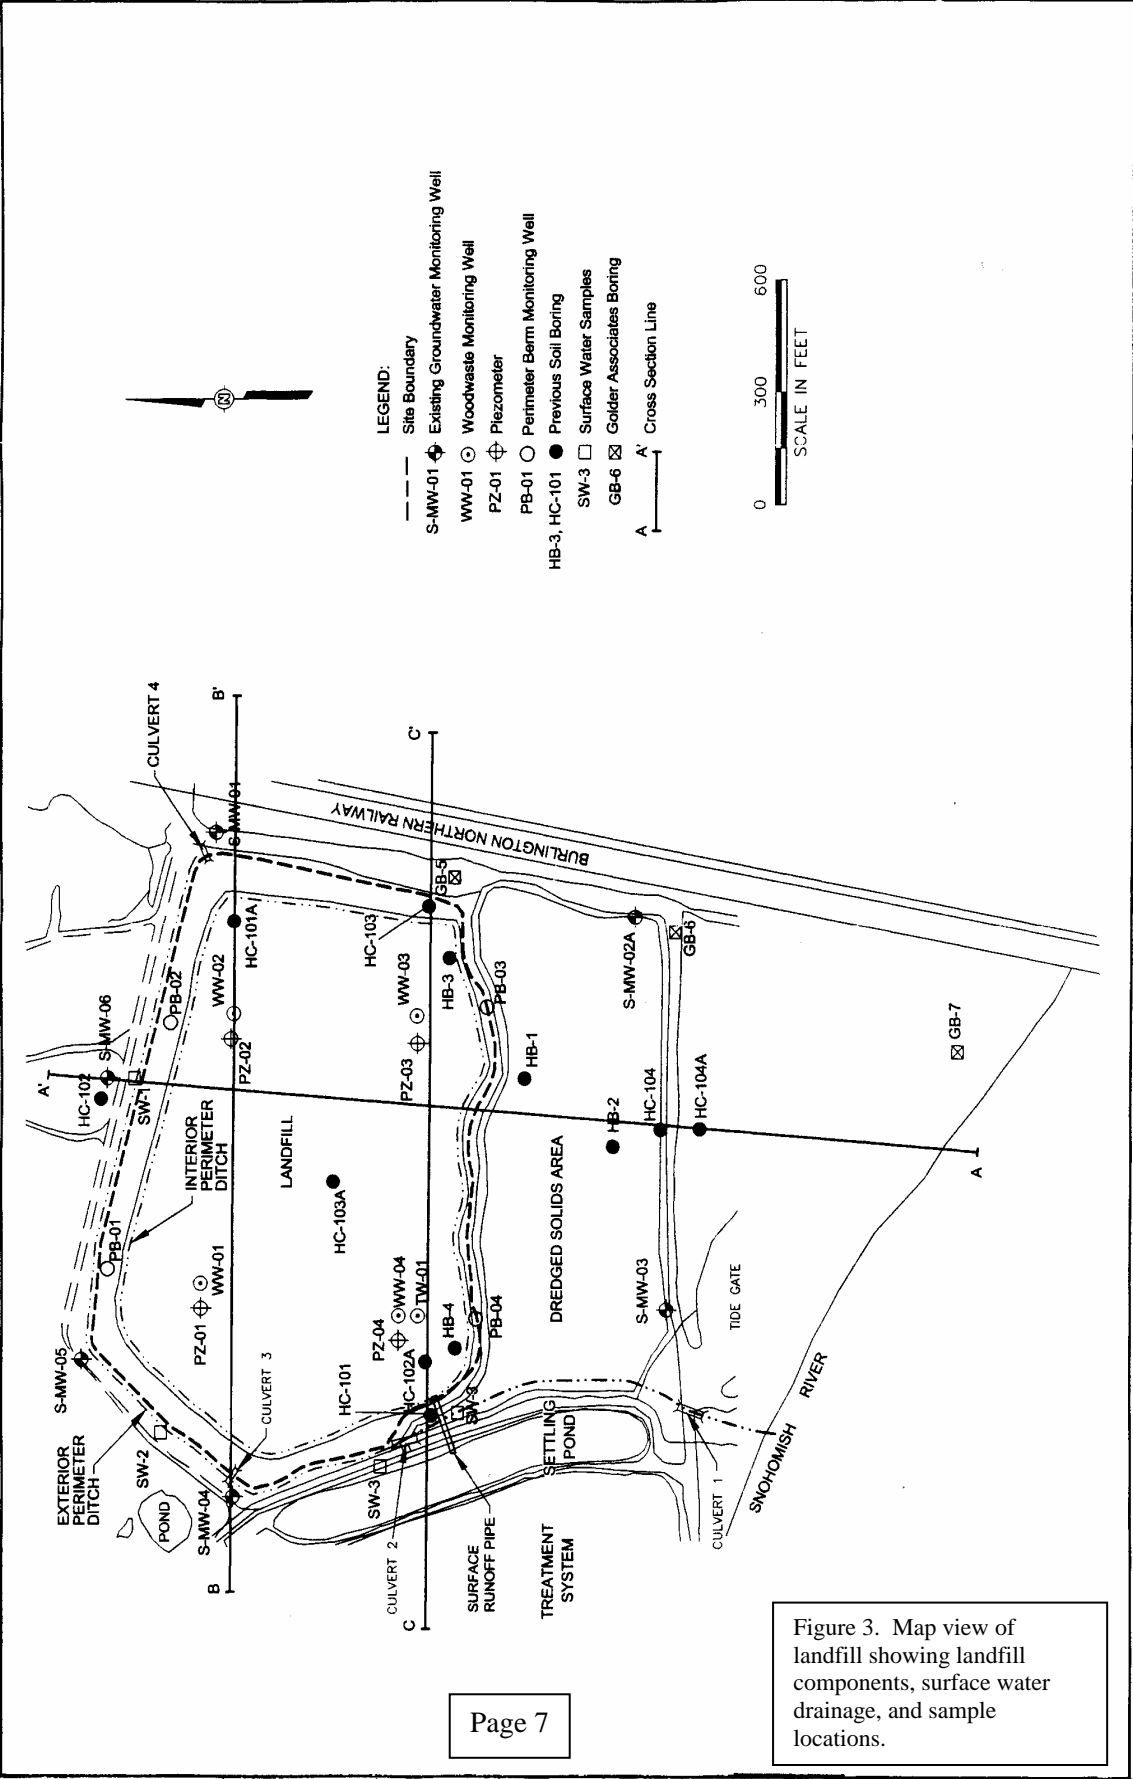 LEGEND:
Site Boundary
S-MW-01 Existing Groundwater Monitoring Well
WW-01 Woodwaste Monitoring Well
PZ-01 Piezometer
PB-01 Perimeter Berm Monitoring Well
HB-3, HC-101 Previous Soil Boring
SW-3 Surface Water Samples
GB-6 Golder Associates Boring
A A' Cross Section Line
N
0 300 600
SCALE IN FEET
CULVERT 4
B'
C'
A'
S-MW-01
BURLINGTON NORTHERN RAILWAY
HC-102
S-MW-06
SW-1
PB-02
WW-02
PZ-02
HC-101A
HC-103
GB-5
WW-03
PZ-03
HB-3
PB-03
INTERIOR
PERIMETER
DITCH
LANDFILL
HC-103A
PB-01
WW-01
PZ-01
S-MW-05
EXTERIOR
PERIMETER
DITCH
SW-2
POND
S-MW-04
CULVERT 3
B
HC-101
HC-102A
PZ-04
WW-04
TW-01
HB-4
PB-04
SW-3
SW-3
CULVERT 2
C
SURFACE
RUNOFF PIPE
TREATMENT
SYSTEM
SETTLING
POND
DREDGED SOLIDS AREA
HB-1
HB-2
HC-104
HC-104A
S-MW-02A
GB-6
GB-7
S-MW-03
TIDE GATE
CULVERT 1
SNOHOMISH RIVER
A
Page 7
Figure 3. Map view of
landfill showing landfill
components, surface water
drainage, and sample
locations.